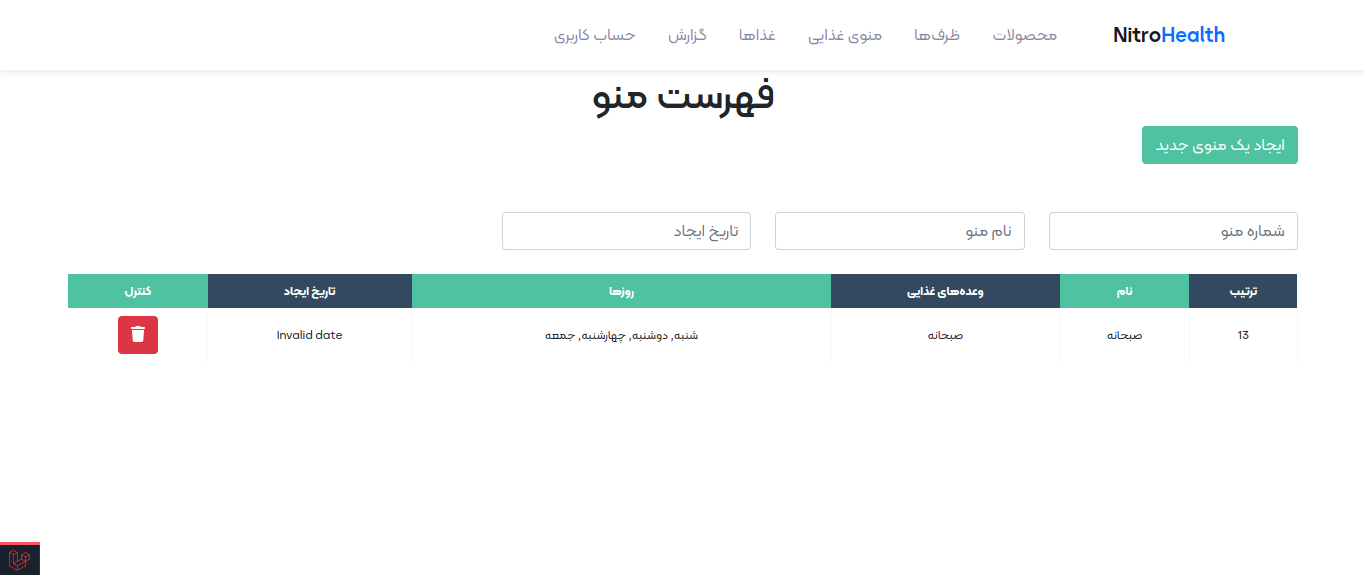 NitroHealth محصولات ظرف‌ها منوی غذایی غذاها گزارش حساب کاربری
فهرست منو
ایجاد یک منوی جدید
شماره منو نام منو تاریخ ایجاد
ترتیب نام وعده‌های غذایی روزها تاریخ ایجاد کنترل
13 صبحانه صبحانه شنبه, دوشنبه, چهارشنبه, جمعه Invalid date